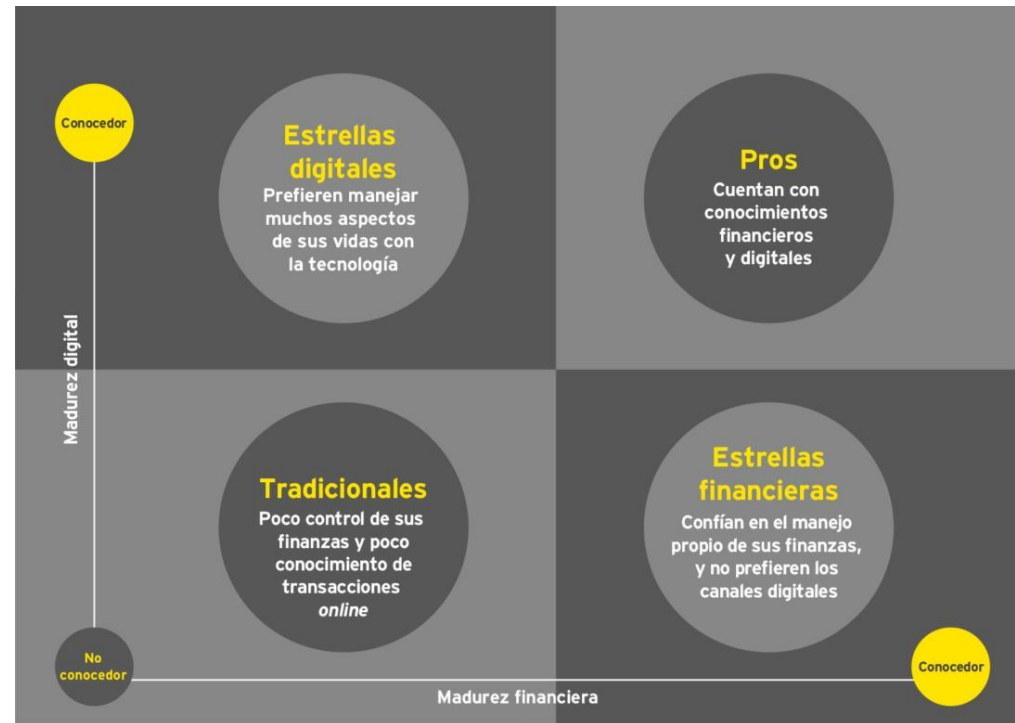 Conocedor
Estrellas
digitales
Prefieren manejar
muchos aspectos
de sus vidas con
la tecnología
Pros
Cuentan con
conocimientos
financieros
y digitales
Madurez digital
Tradicionales
Poco control de sus
finanzas y poco
conocimiento de
transacciones
online
Estrellas
financieras
Confían en el manejo
propio de sus finanzas,
y no prefieren los
canales digitales
No
conocedor
Madurez financiera
Conocedor